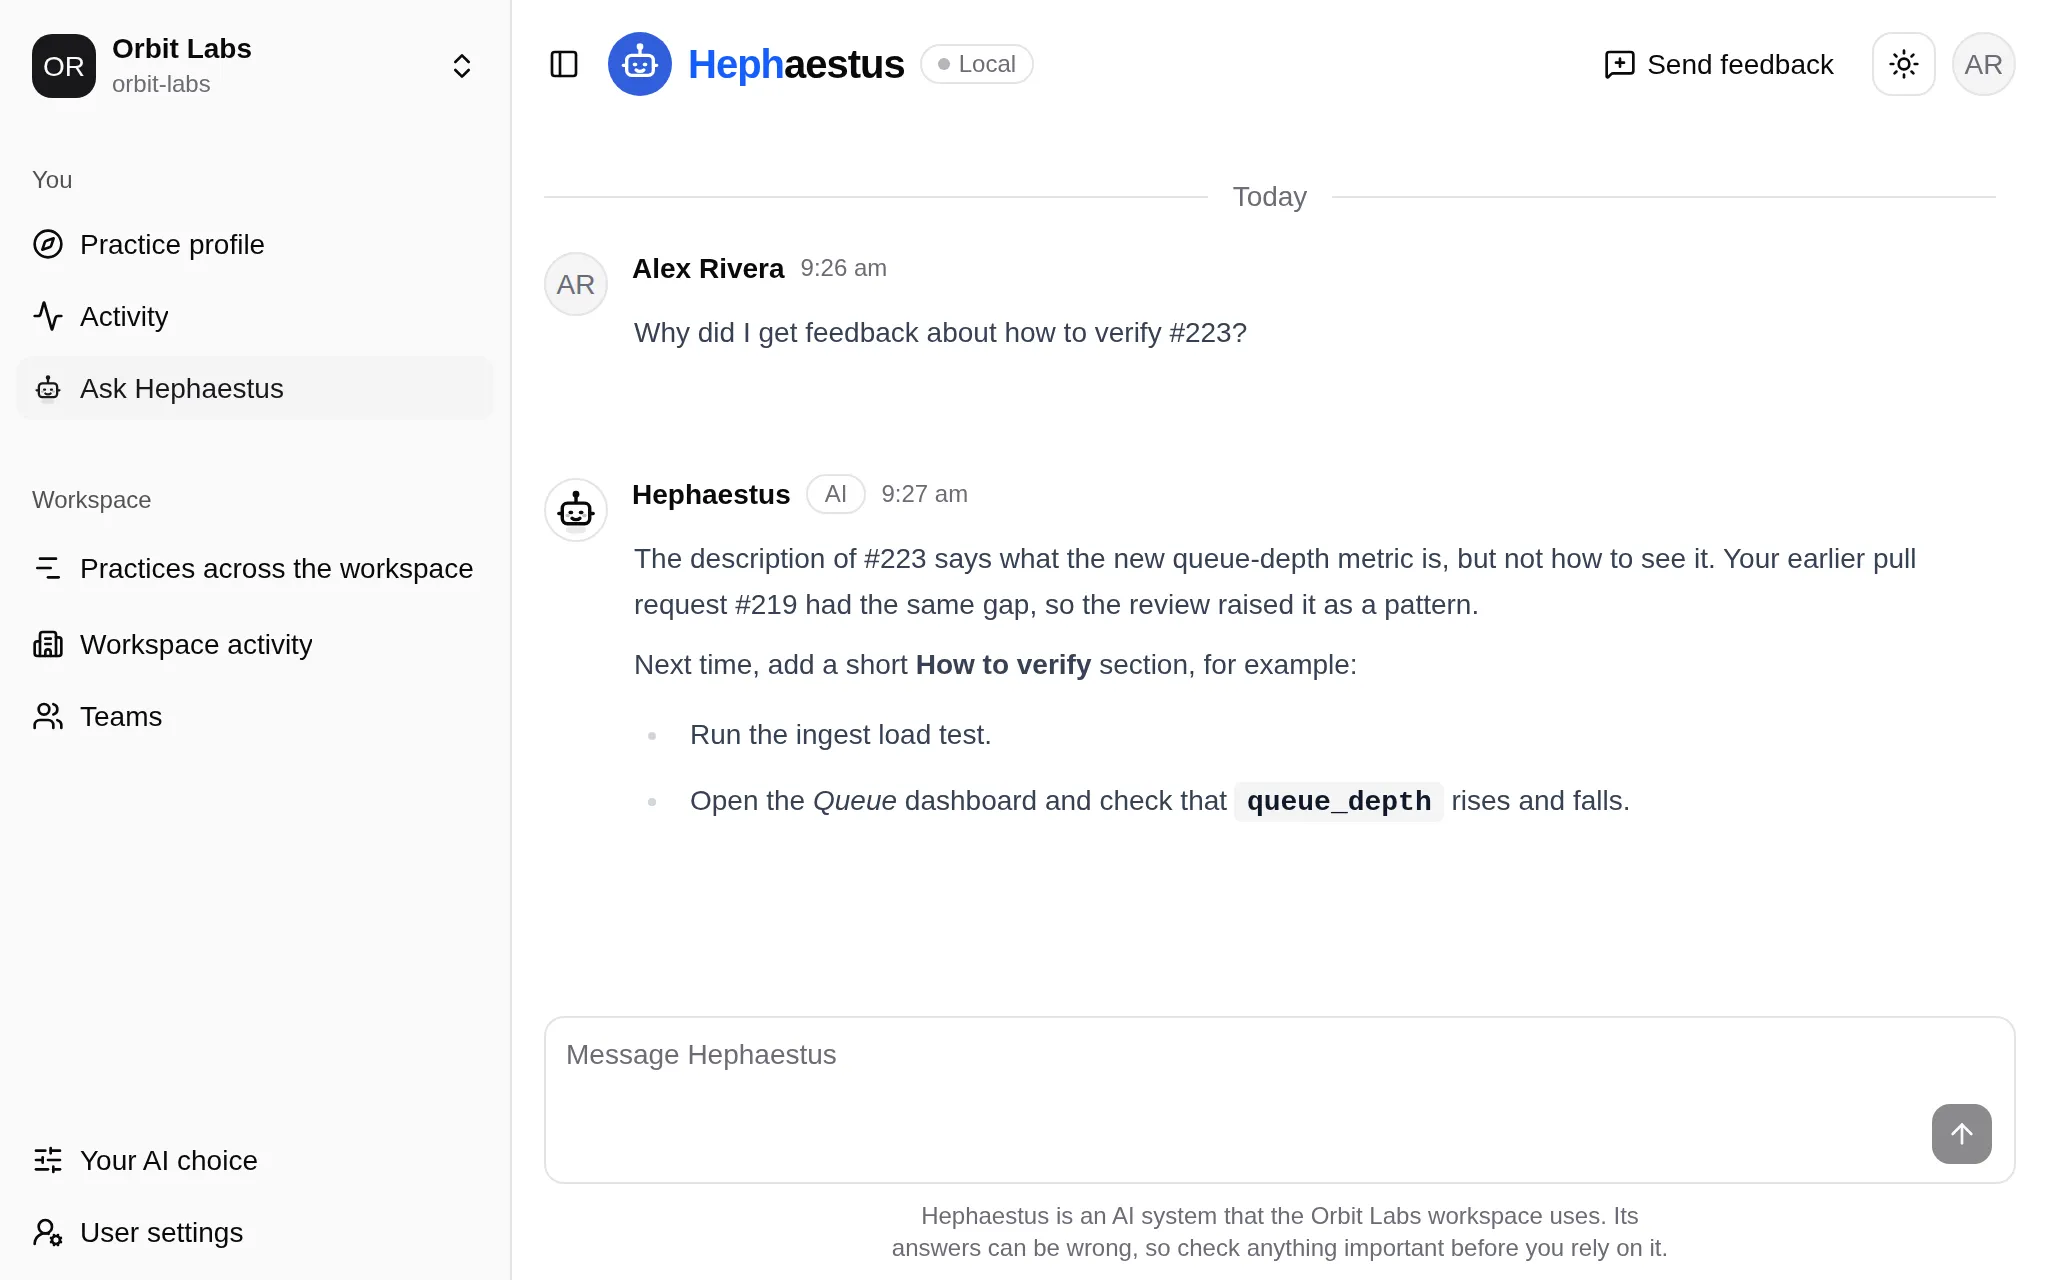 OR
Orbit Labs
orbit-labs
You
Practice profile
Activity
Ask Hephaestus
Workspace
Practices across the workspace
Workspace activity
Teams
Your AI choice
User settings
Hephaestus
Local
Send feedback
AR
Today
AR
Alex Rivera 9:26 am
Why did I get feedback about how to verify #223?
Hephaestus AI 9:27 am
The description of #223 says what the new queue-depth metric is, but not how to see it. Your earlier pull
request #219 had the same gap, so the review raised it as a pattern.
Next time, add a short How to verify section, for example:
Run the ingest load test.
Open the Queue dashboard and check that queue_depth rises and falls.
Message Hephaestus
Hephaestus is an AI system that the Orbit Labs workspace uses. Its
answers can be wrong, so check anything important before you rely on it.